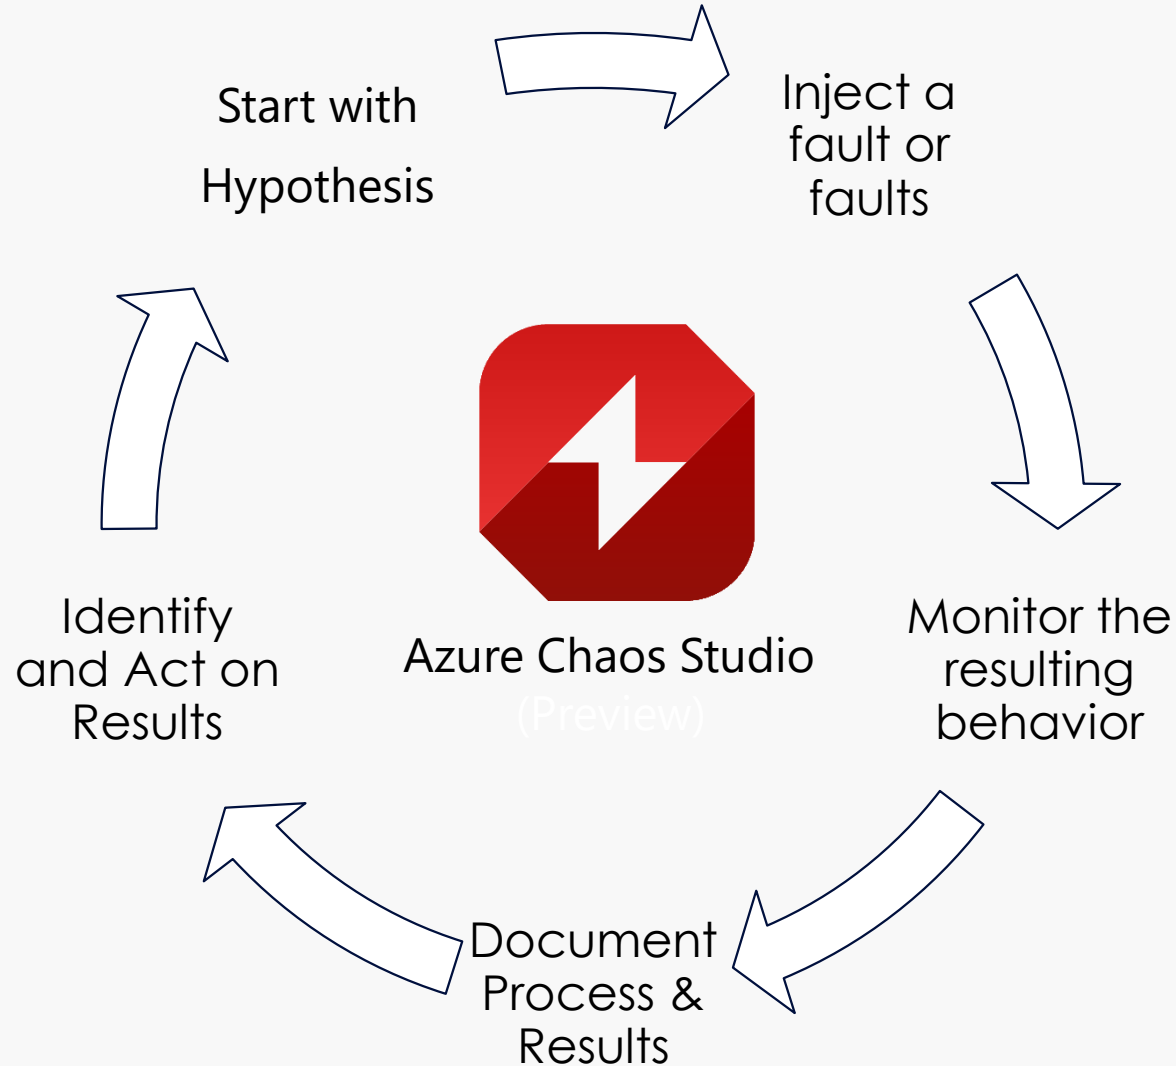 Start with
Hypothesis
Inject a
fault or
faults
Monitor the
resulting
behavior
Document
Process &
Results
Identify
and Act on
Results
Azure Chaos Studio
(Preview)